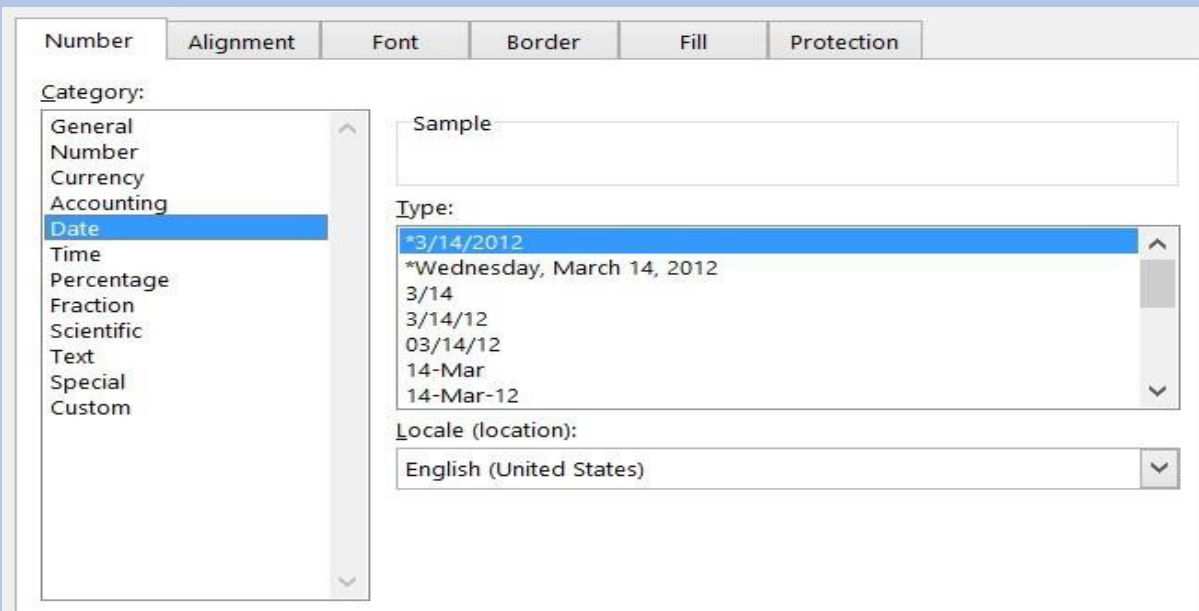 Number Alignment Font Border Fill Protection
Category:
General
Number
Currency
Accounting
Date
Time
Percentage
Fraction
Scientific
Text
Special
Custom
Sample
Type:
*3/14/2012
*Wednesday, March 14, 2012
3/14
3/14/12
03/14/12
14-Mar
14-Mar-12
Locale (location):
English (United States)